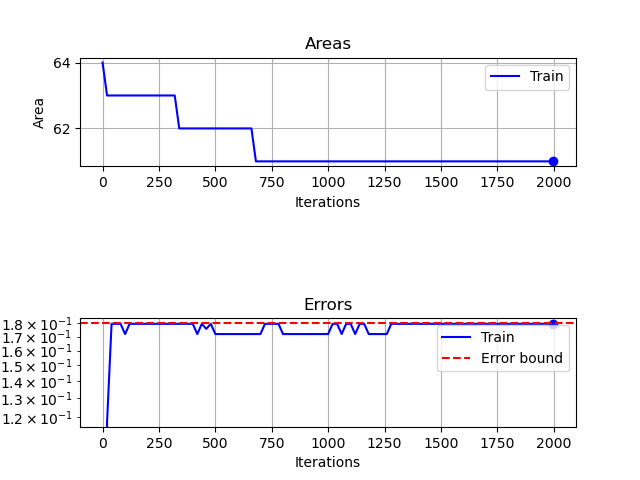 Areas
64
62
Area
Train
0 250 500 750 1000 1250 1500 1750 2000
Iterations
Errors
1.8 × 10⁻¹
1.7 × 10⁻¹
1.6 × 10⁻¹
1.5 × 10⁻¹
1.4 × 10⁻¹
1.3 × 10⁻¹
1.2 × 10⁻¹
Train
Error bound
0 250 500 750 1000 1250 1500 1750 2000
Iterations